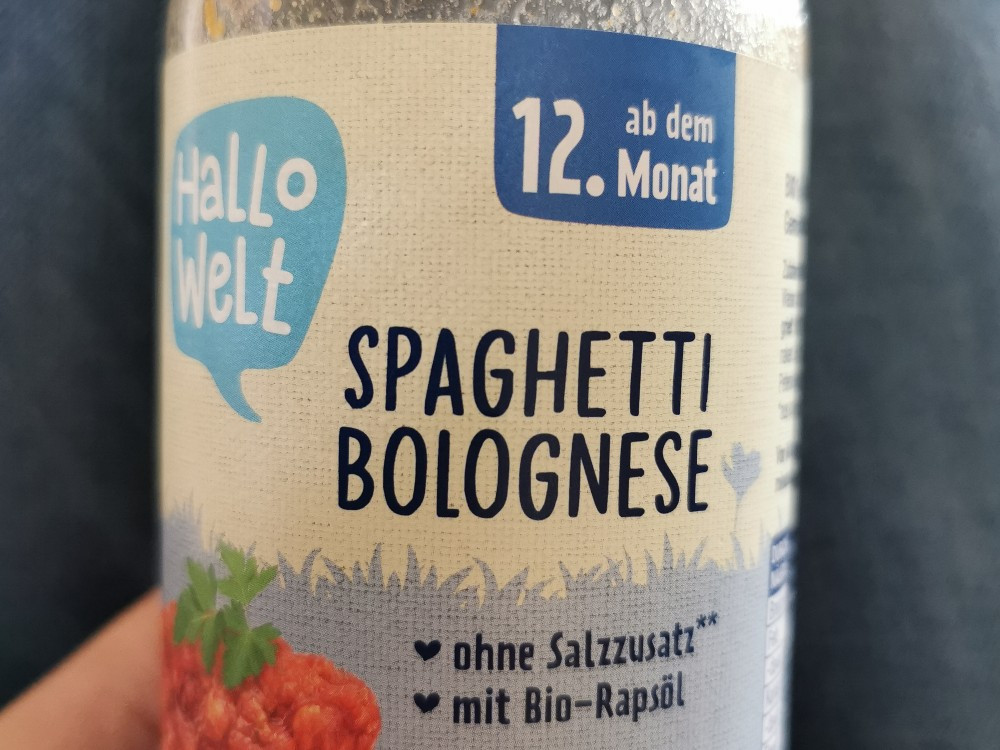 Hallo
Welt
12. ab dem
Monat
SPAGHETTI
BOLOGNESE
♥ ohne Salzzusatz**
♥ mit Bio-Rapsöl